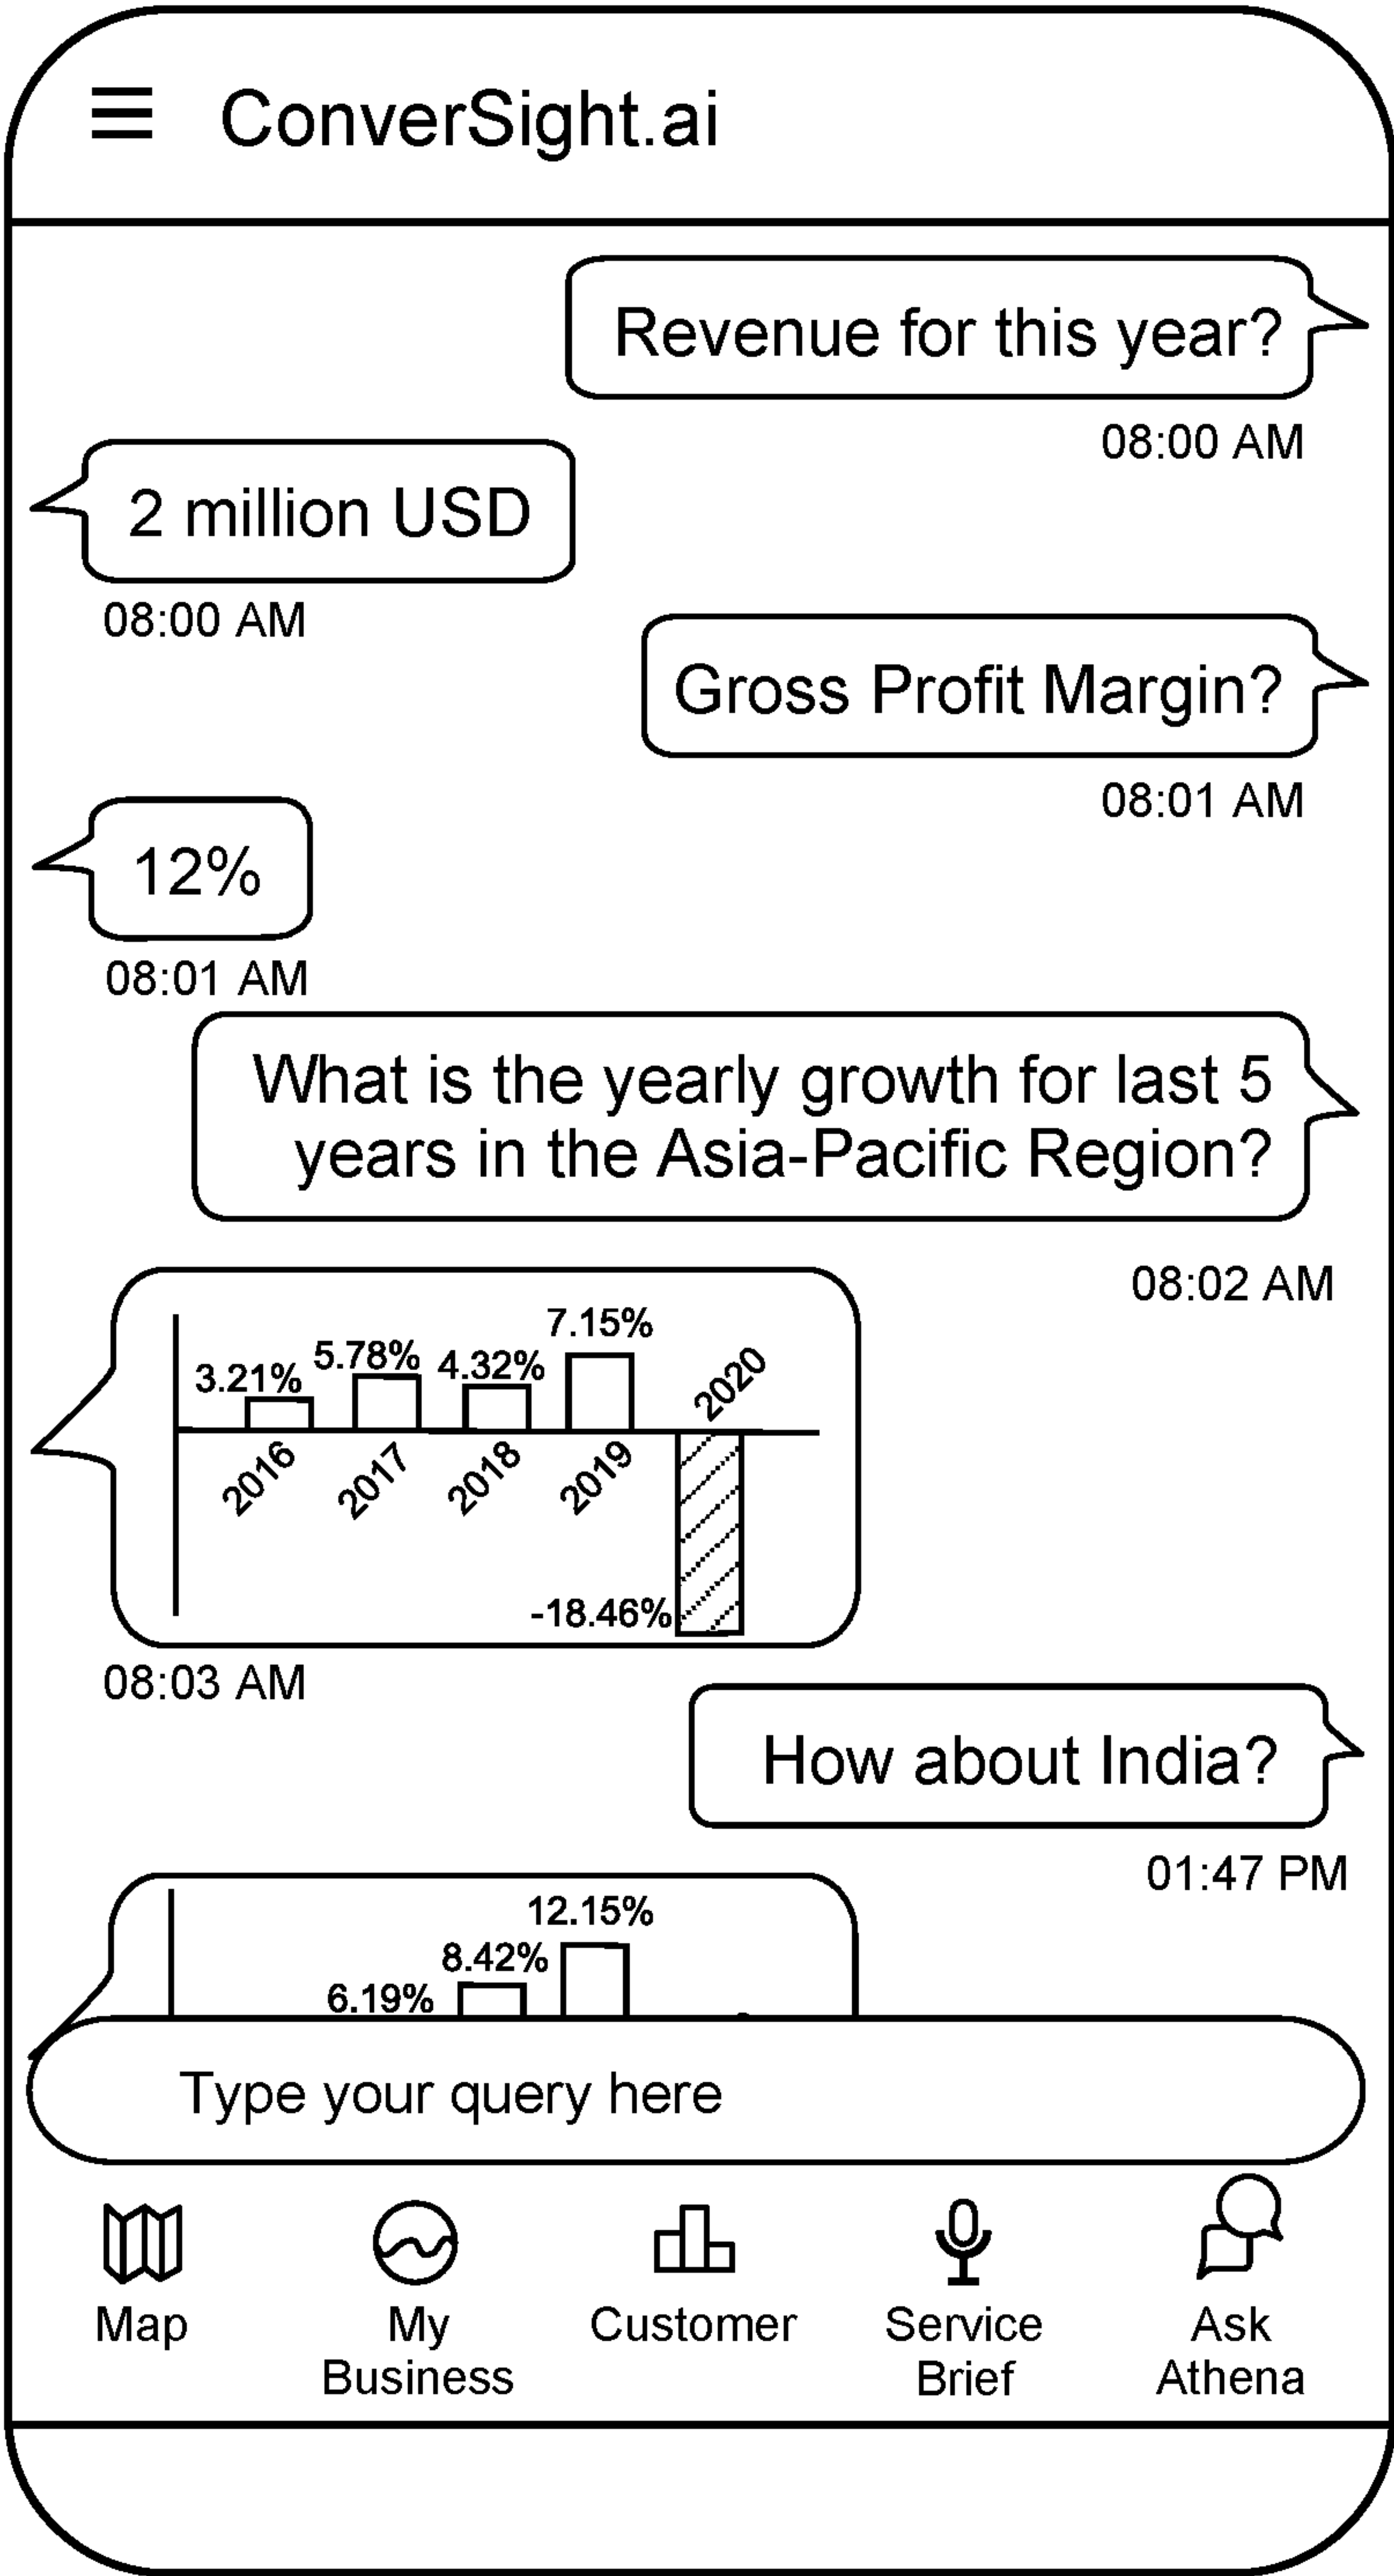 ConverSight.ai
Revenue for this year?
08:00 AM
2 million USD
08:00 AM
Gross Profit Margin?
08:01 AM
12%
08:01 AM
What is the yearly growth for last 5
years in the Asia-Pacific Region?
08:02 AM
7.15%
5.78%
4.32%
3.21%
2020
2016
2017
2018
2019
-18.46%
08:03 AM
How about India?
01:47 PM
12.15%
8.42%
6.19%
Type your query here
Map
My
Business
Customer
Service
Brief
Ask
Athena